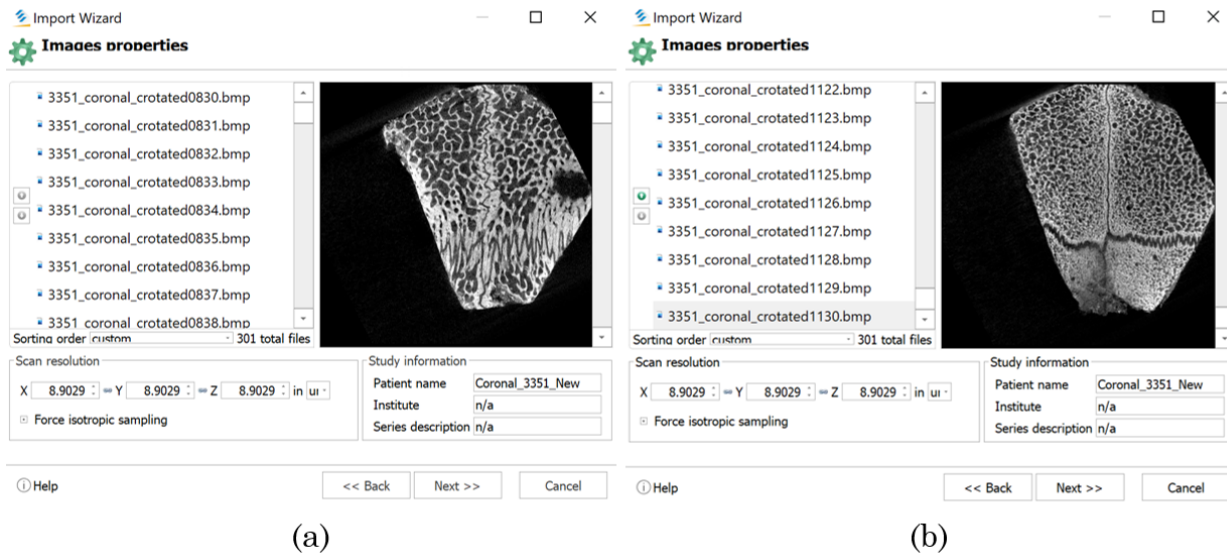 Import Wizard
Images properties
3351_coronal_crotated0830.bmp
3351_coronal_crotated0831.bmp
3351_coronal_crotated0832.bmp
3351_coronal_crotated0833.bmp
3351_coronal_crotated0834.bmp
3351_coronal_crotated0835.bmp
3351_coronal_crotated0836.bmp
3351_coronal_crotated0837.bmp
3351_coronal_crotated0838.bmp
Sorting order custom 301 total files
Scan resolution
X 8.9029 = Y 8.9029 = Z 8.9029 in
Force isotropic sampling
Study information
Patient name Coronal_3351_New
Institute n/a
Series description n/a
Help
<< Back Next >> Cancel
(a)
Import Wizard
Images properties
3351_coronal_crotated1122.bmp
3351_coronal_crotated1123.bmp
3351_coronal_crotated1124.bmp
3351_coronal_crotated1125.bmp
3351_coronal_crotated1126.bmp
3351_coronal_crotated1127.bmp
3351_coronal_crotated1128.bmp
3351_coronal_crotated1129.bmp
3351_coronal_crotated1130.bmp
Sorting order custom 301 total files
Scan resolution
X 8.9029 = Y 8.9029 = Z 8.9029 in
Force isotropic sampling
Study information
Patient name Coronal_3351_New
Institute n/a
Series description n/a
Help
<< Back Next >> Cancel
(b)